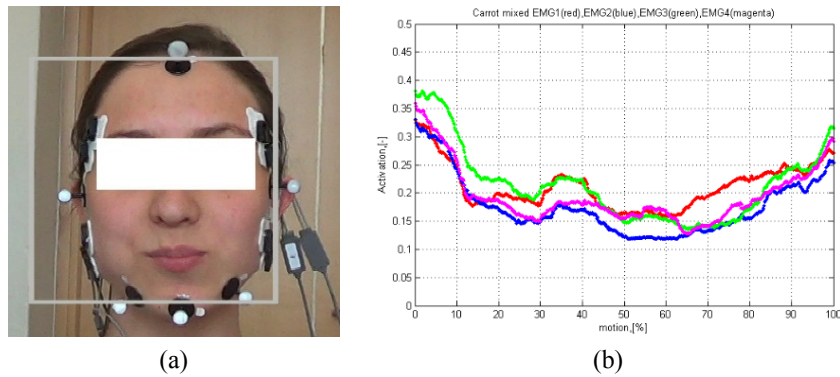 Carrot mixed EMG1(red),EMG2(blue),EMG3(green),EMG4(magenta)
0.5
0.45
0.4
0.35
0.3
0.25
0.2
0.15
0.1
0.05
0
Activation,[-]
0 10 20 30 40 50 60 70 80 90 100
motion,[%]
(a) (b)